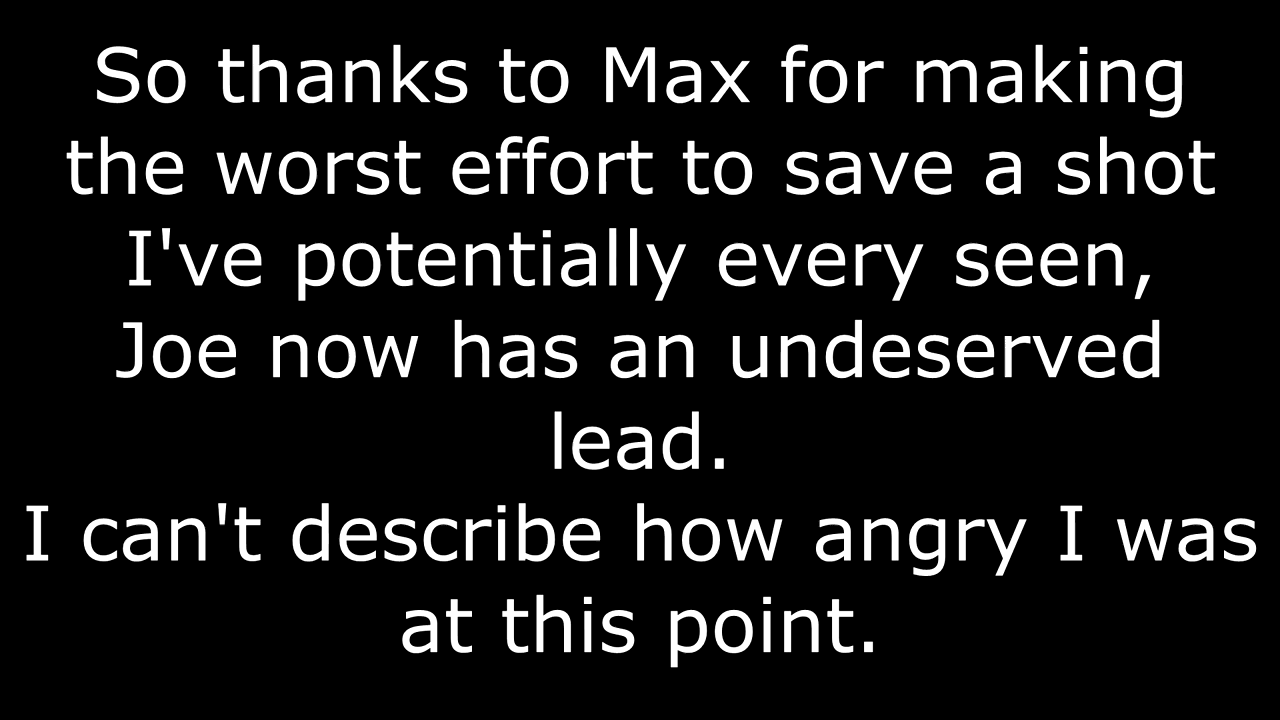 So thanks to Max for making
the worst effort to save a shot
I've potentially every seen,
Joe now has an undeserved
lead.
I can't describe how angry I was
at this point.